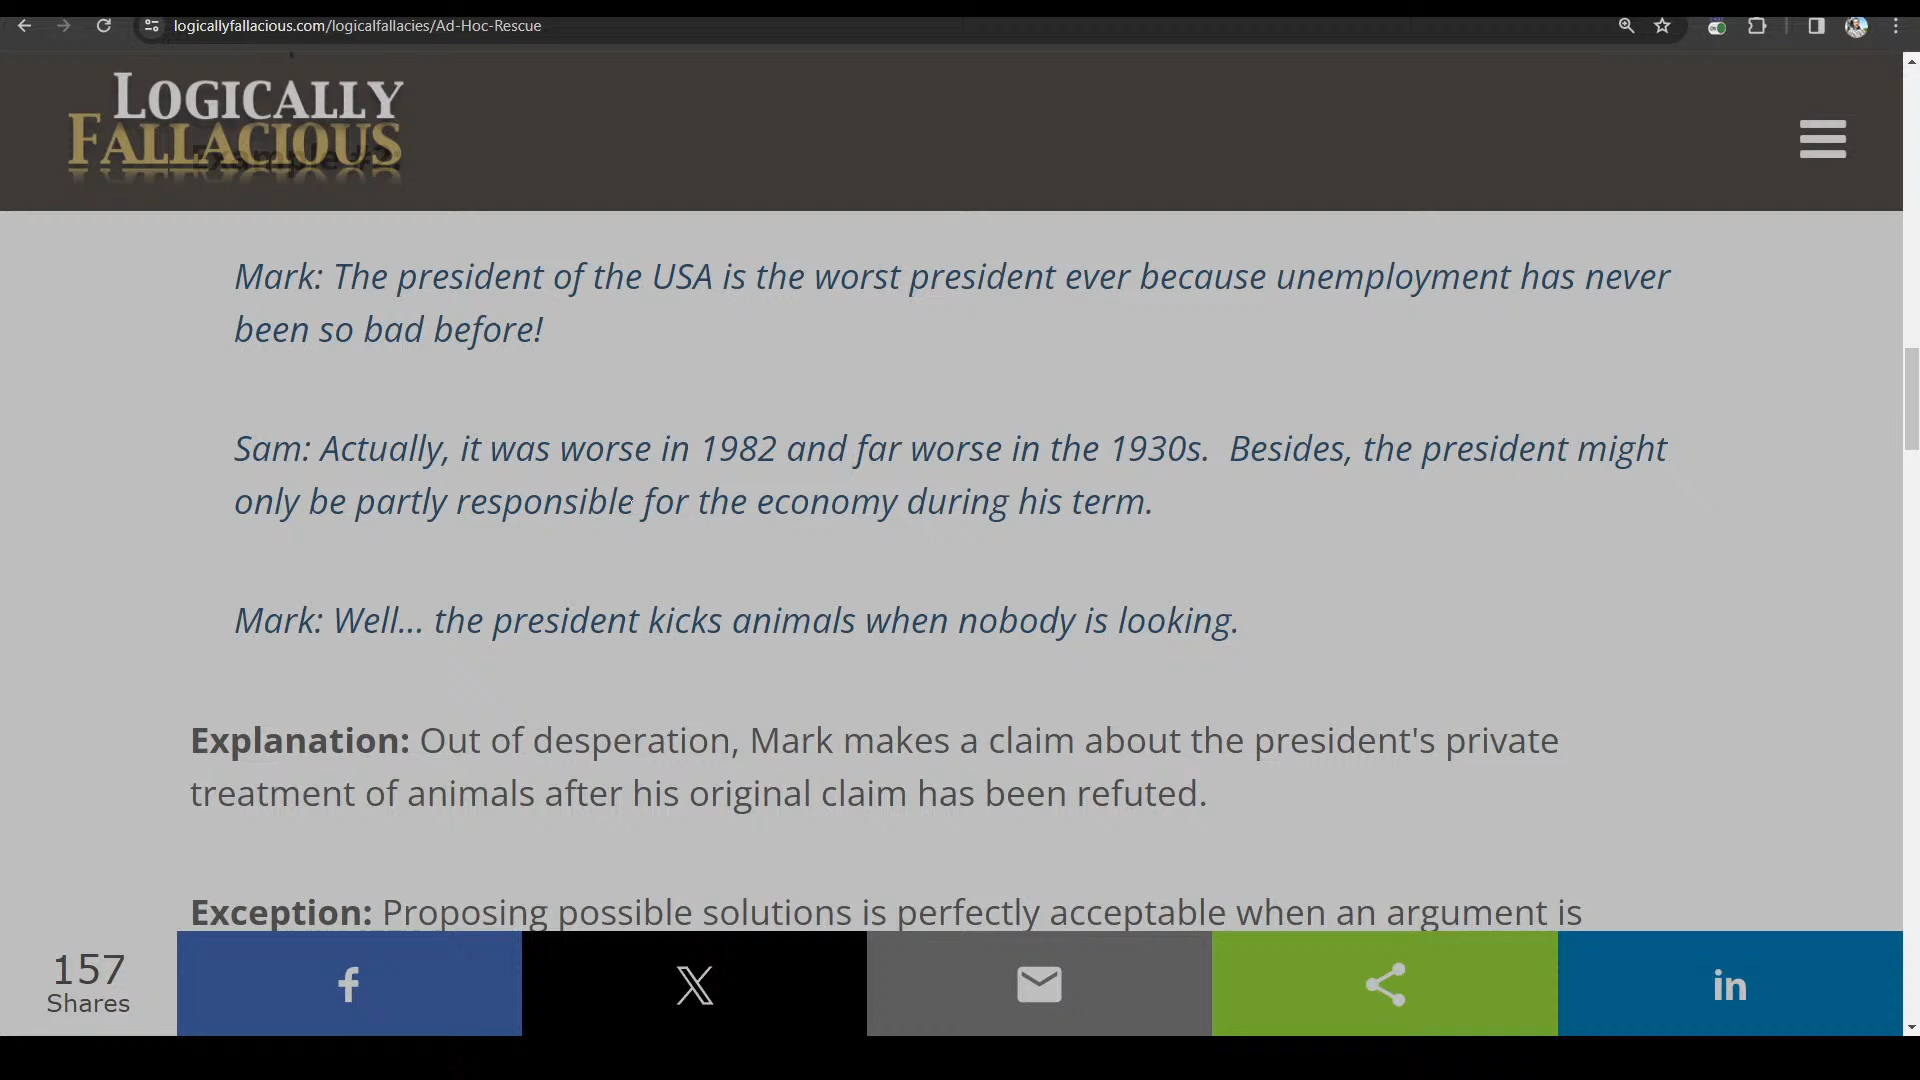 logicallyfallacious.com/logicalfallacies/Ad-Hoc-Rescue
LOGICALLY
FALLACIOUS
Example #2
Mark: The president of the USA is the worst president ever because unemployment has never
been so bad before!
Sam: Actually, it was worse in 1982 and far worse in the 1930s.  Besides, the president might
only be partly responsible for the economy during his term.
Mark: Well... the president kicks animals when nobody is looking.
Explanation: Out of desperation, Mark makes a claim about the president's private
treatment of animals after his original claim has been refuted.
Exception: Proposing possible solutions is perfectly acceptable when an argument is
157
Shares